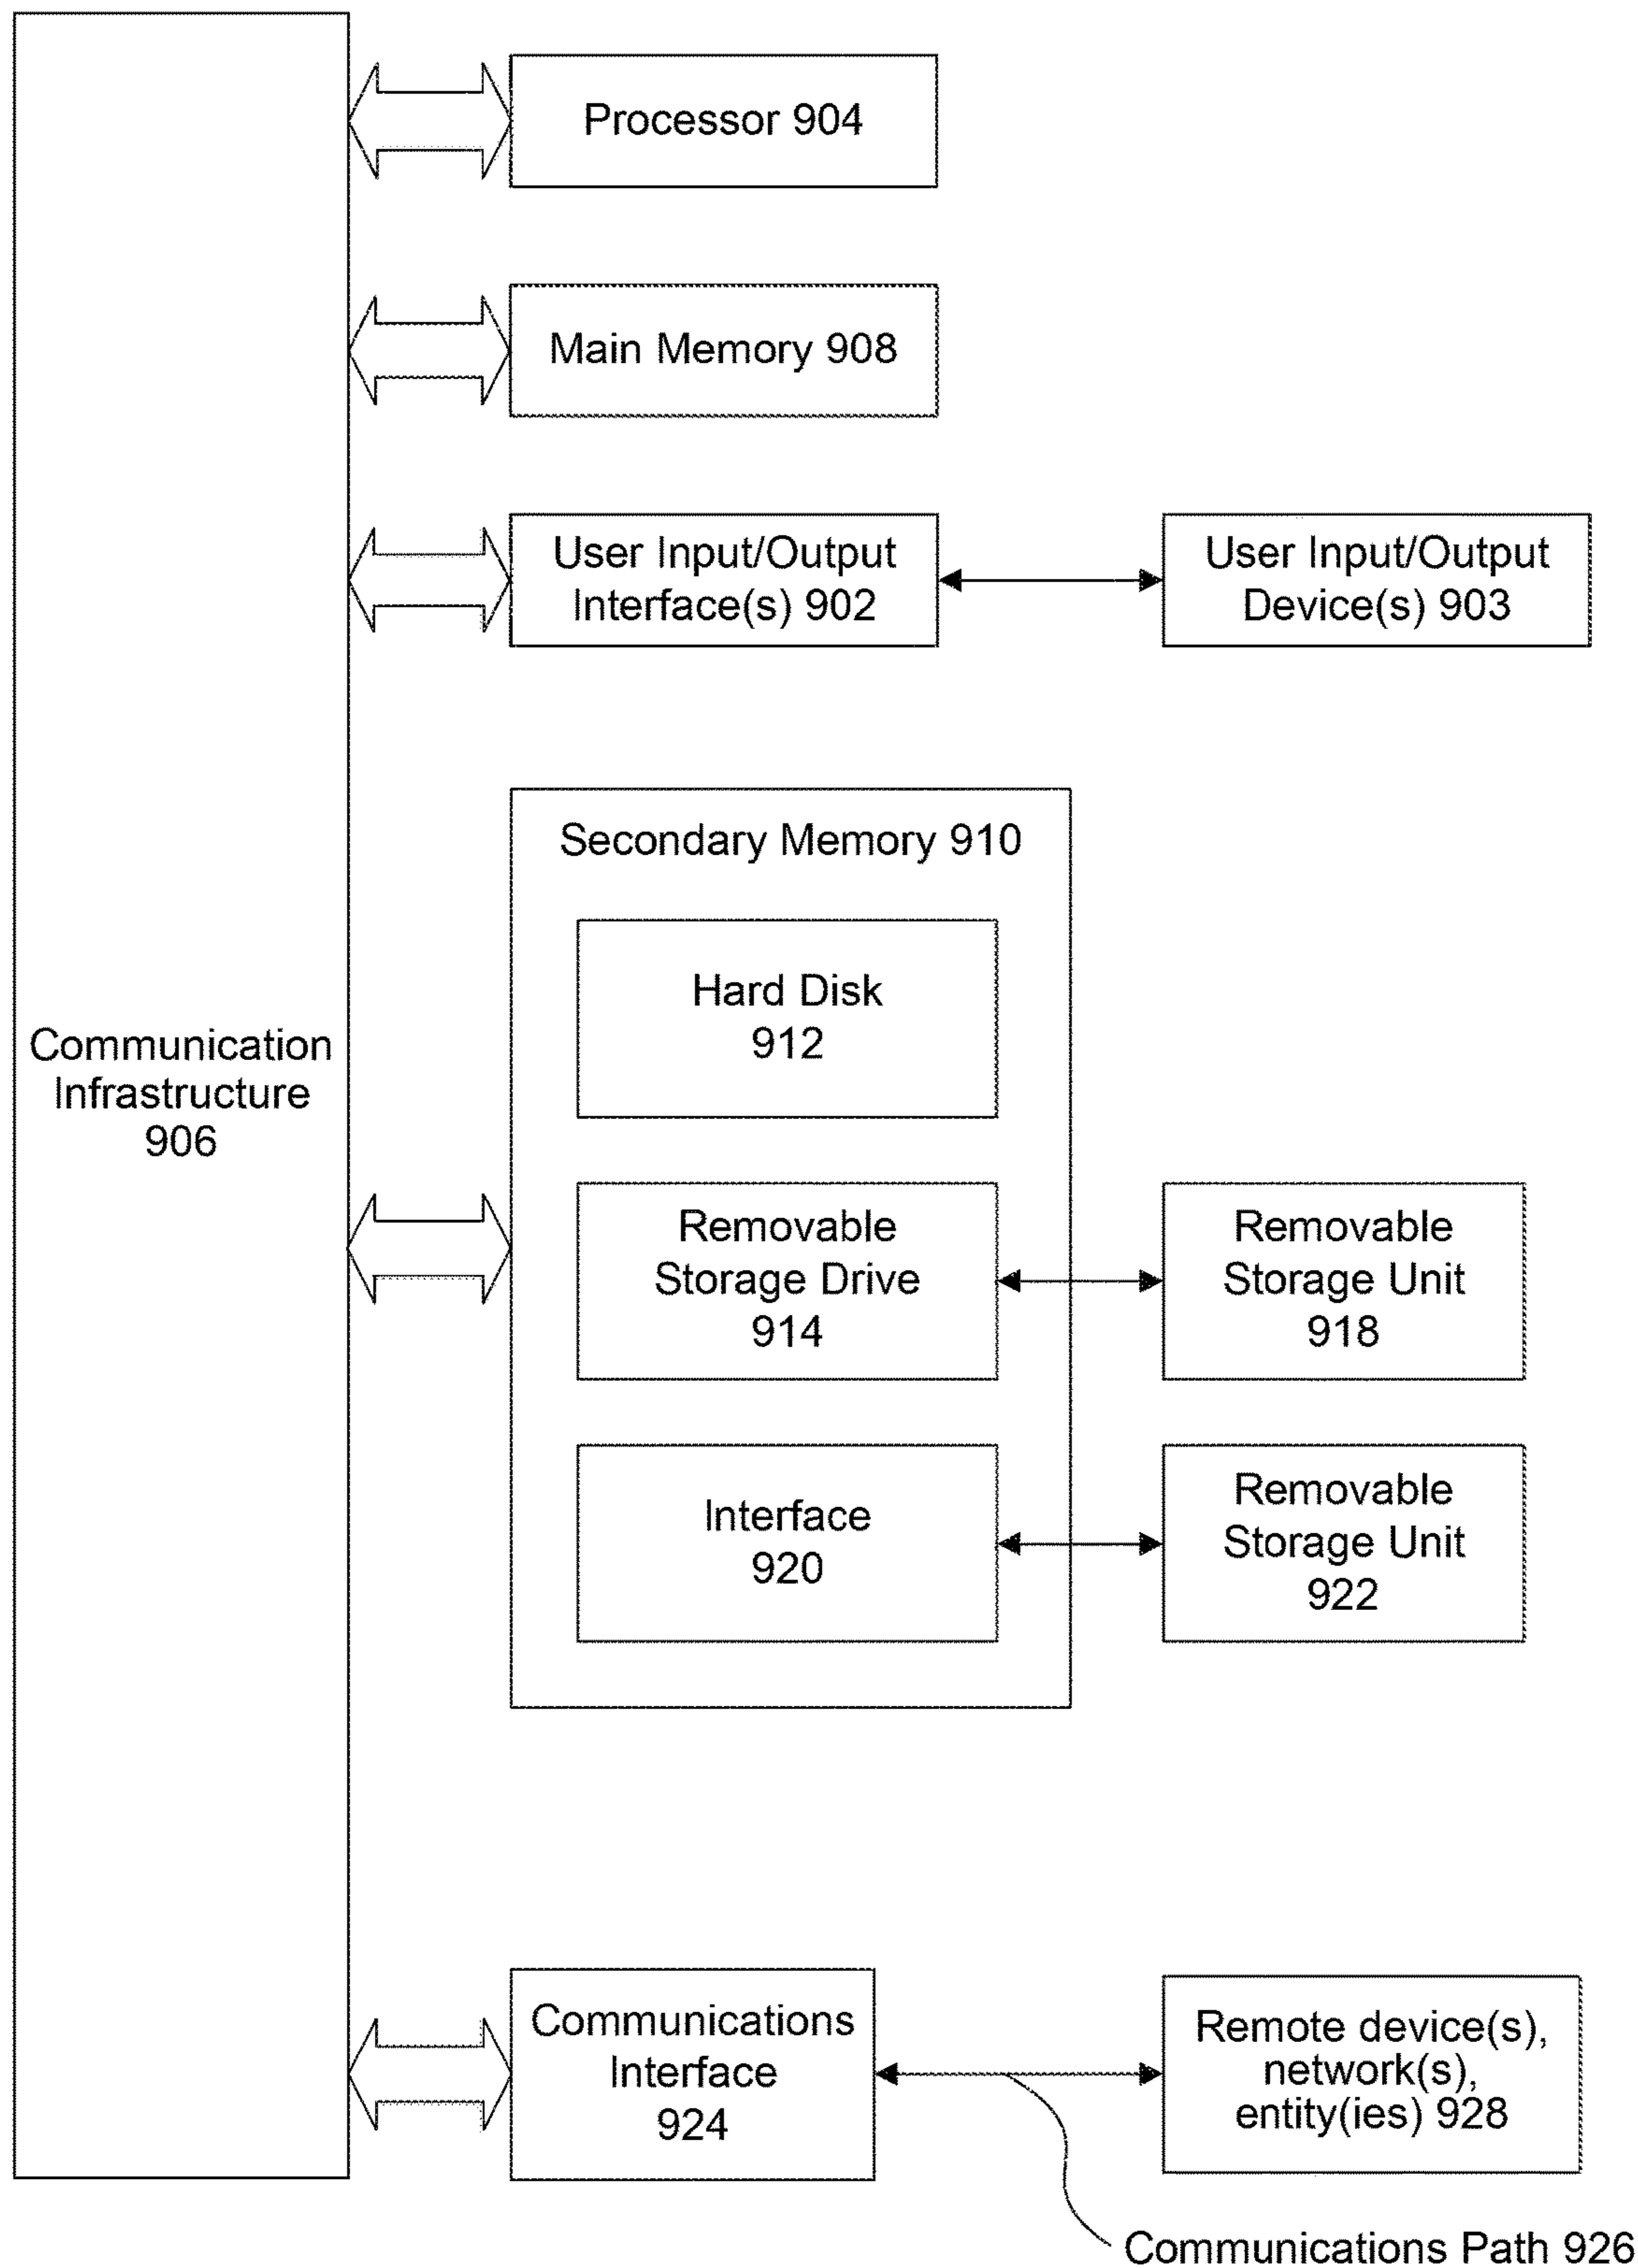 Processor 904
Main Memory 908
User Input/Output
Interface(s) 902
User Input/Output
Device(s) 903
Secondary Memory 910
Hard Disk
912
Communication
Infrastructure
906
Removable
Storage Drive
914
Removable
Storage Unit
918
Interface
920
Removable
Storage Unit
922
Communications
Interface
924
Remote device(s),
network(s),
entity(ies) 928
Communications Path 926